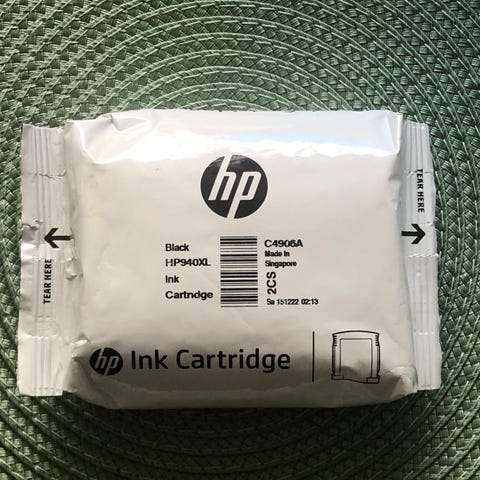 hp
Black
HP940XL
Ink
Cartridge
C4906A
Made In
Singapore
2CS
Sa 151222 02:13
TEAR HERE
TEAR HERE
hp Ink Cartridge